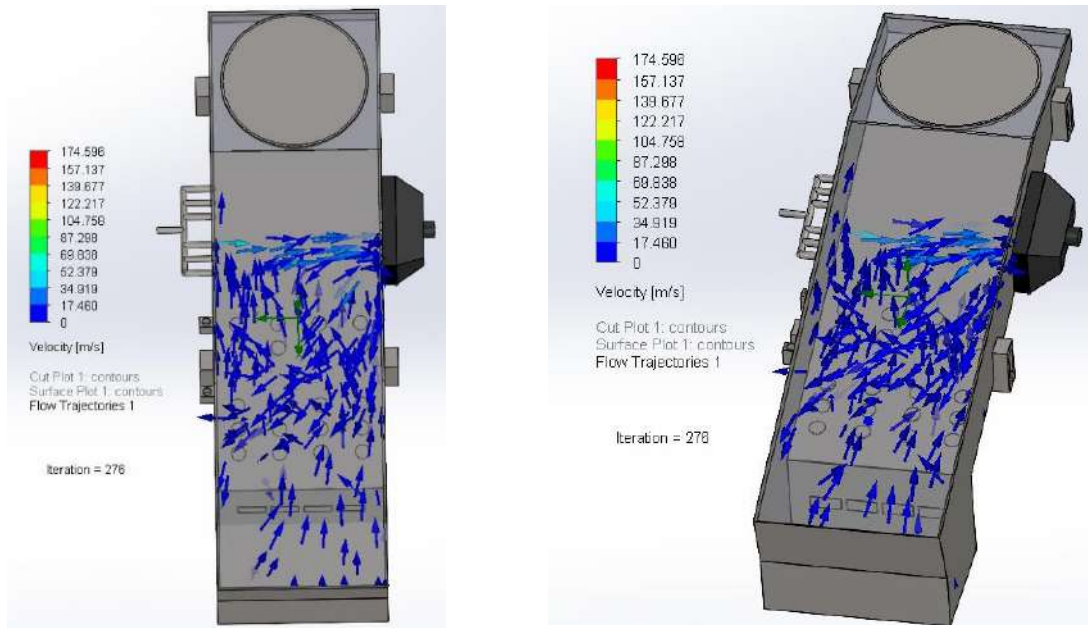 174.596
157.137
139.677
122.217
104.758
87.298
69.838
52.379
34.919
17.460
0
Velocity [m/s]
Cut Plot 1: contours
Surface Plot 1: contours
Flow Trajectories 1
Iteration = 276
174.596
157.137
139.677
122.217
104.758
87.298
69.838
52.379
34.919
17.460
0
Velocity [m/s]
Cut Plot 1: contours
Surface Plot 1: contours
Flow Trajectories 1
Iteration = 276